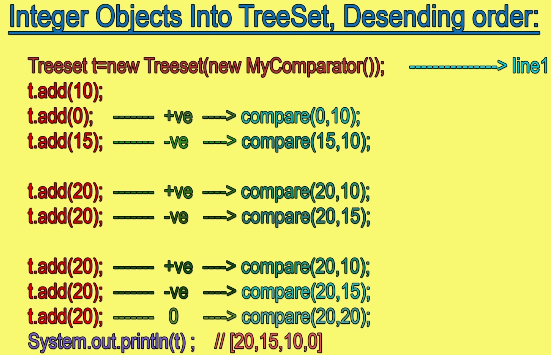 Integer Objects Into TreeSet, Desending order:
Treeset t=new Treeset(new MyComparator()); ---------------> line1
t.add(10);
t.add(0); ------- +ve ----> compare(0,10);
t.add(15); ------- -ve ----> compare(15,10);
t.add(20); ------- +ve ----> compare(20,10);
t.add(20); ------- -ve ----> compare(20,15);
t.add(20); ------- +ve ----> compare(20,10);
t.add(20); ------- -ve ----> compare(20,15);
t.add(20); ------- 0 ----> compare(20,20);
System.out.println(t) ; // [20,15,10,0]